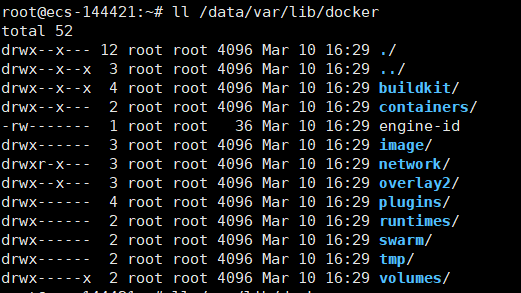 root@ecs-144421:~# ll /data/var/lib/docker
total 52
drwx--x--- 12 root root 4096 Mar 10 16:29 ./
drwx--x--x  3 root root 4096 Mar 10 16:29 ../
drwx--x--x  4 root root 4096 Mar 10 16:29 buildkit/
drwx--x---  2 root root 4096 Mar 10 16:29 containers/
-rw-------  1 root root   36 Mar 10 16:29 engine-id
drwx------  3 root root 4096 Mar 10 16:29 image/
drwxr-x---  3 root root 4096 Mar 10 16:29 network/
drwx--x---  3 root root 4096 Mar 10 16:29 overlay2/
drwx------  4 root root 4096 Mar 10 16:29 plugins/
drwx------  2 root root 4096 Mar 10 16:29 runtimes/
drwx------  2 root root 4096 Mar 10 16:29 swarm/
drwx------  2 root root 4096 Mar 10 16:29 tmp/
drwx-----x  2 root root 4096 Mar 10 16:29 volumes/